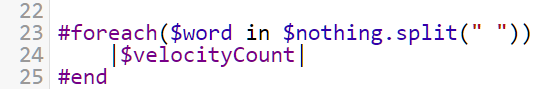 22
23 #foreach($word in $nothing.split(" "))
24     |$velocityCount|
25 #end